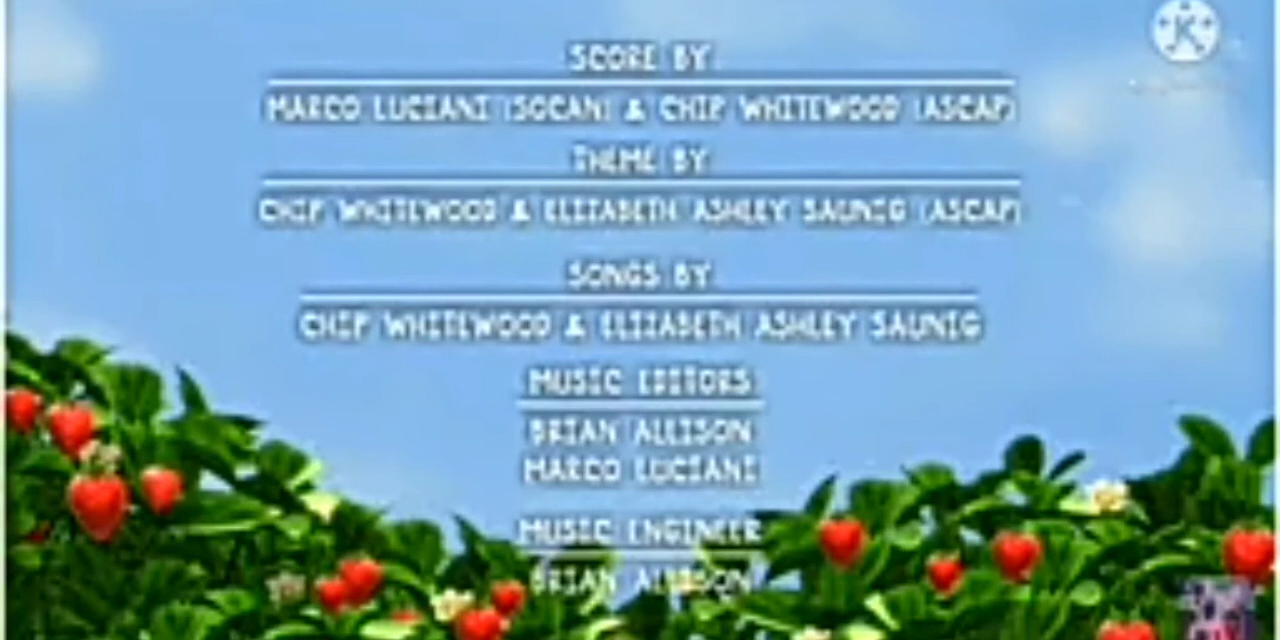 SCORE BY
MARCO LUCIANI (SOCAN) & CHIP WHITEWOOD (ASCAP)
THEME BY
CHIP WHITEWOOD & ELIZABETH ASHLEY SAUNIG (ASCAP)
SONGS BY
CHIP WHITEWOOD & ELIZABETH ASHLEY SAUNIG
MUSIC EDITORS
BRIAN ALLISON
MARCO LUCIANI
MUSIC ENGINEER
BRIAN ALLISON
K